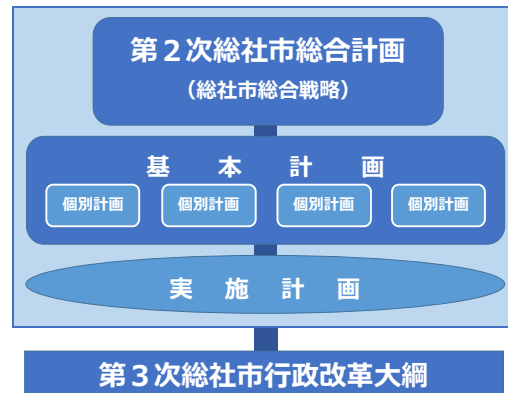 第2次総社市総合計画
（総社市総合戦略）
基本計画
個別計画 個別計画 個別計画 個別計画
実施計画
第3次総社市行政改革大綱